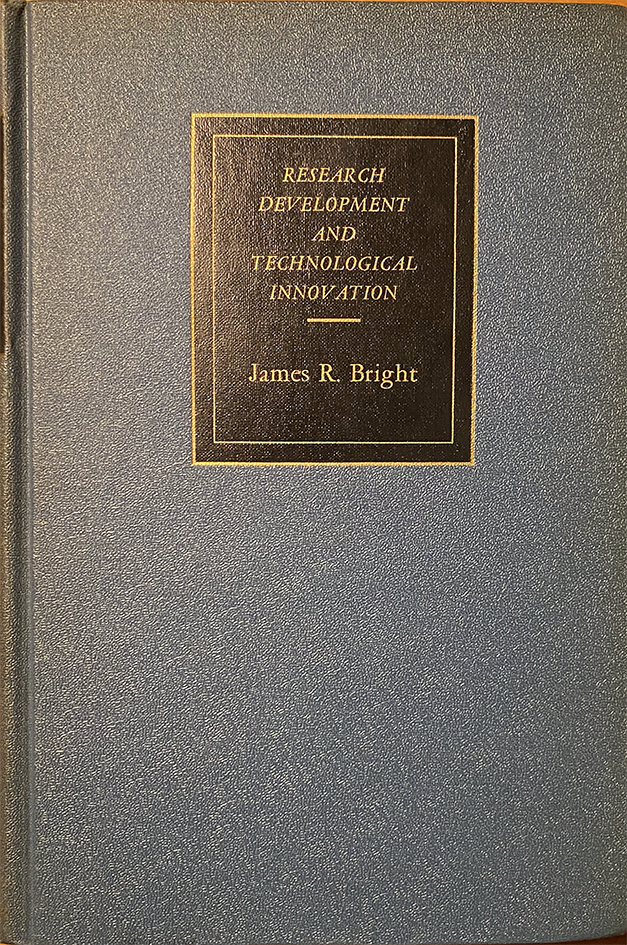 RESEARCH
DEVELOPMENT
AND
TECHNOLOGICAL
INNOVATION
James R. Bright